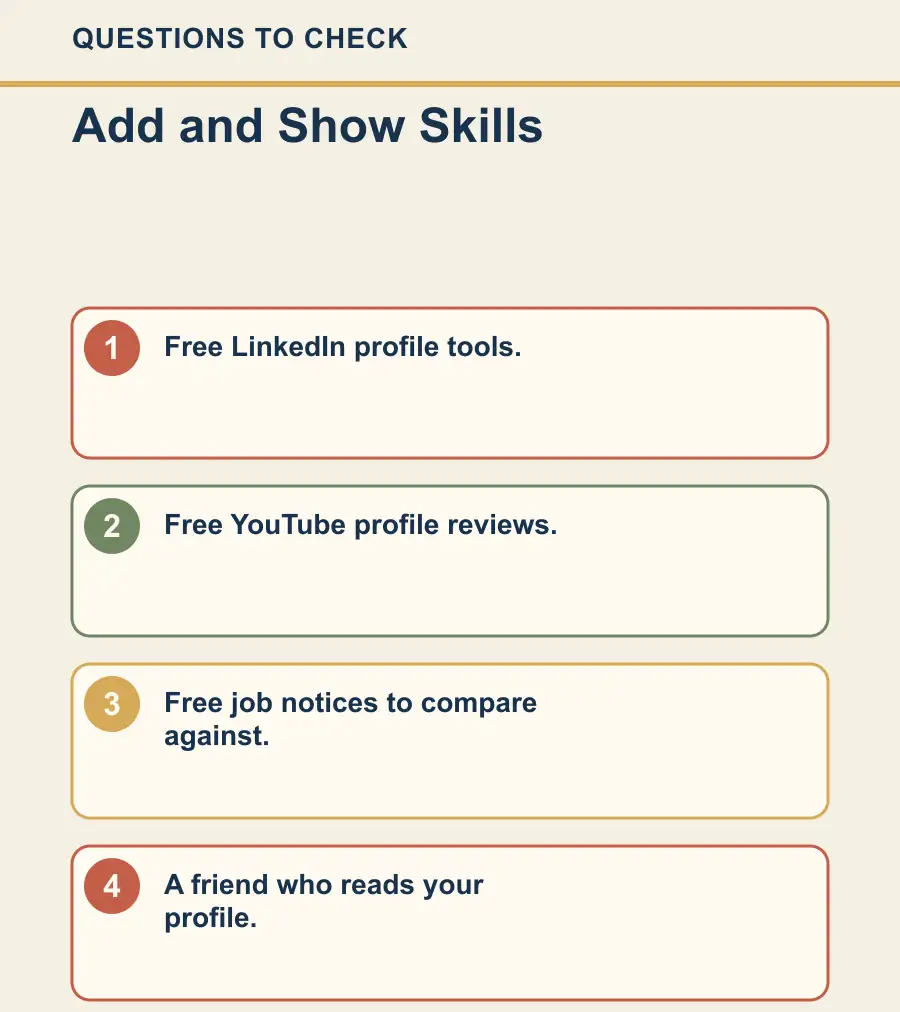 QUESTIONS TO CHECK
Add and Show Skills
1
Free LinkedIn profile tools.
2
Free YouTube profile reviews.
3
Free job notices to compare
against.
4
A friend who reads your
profile.